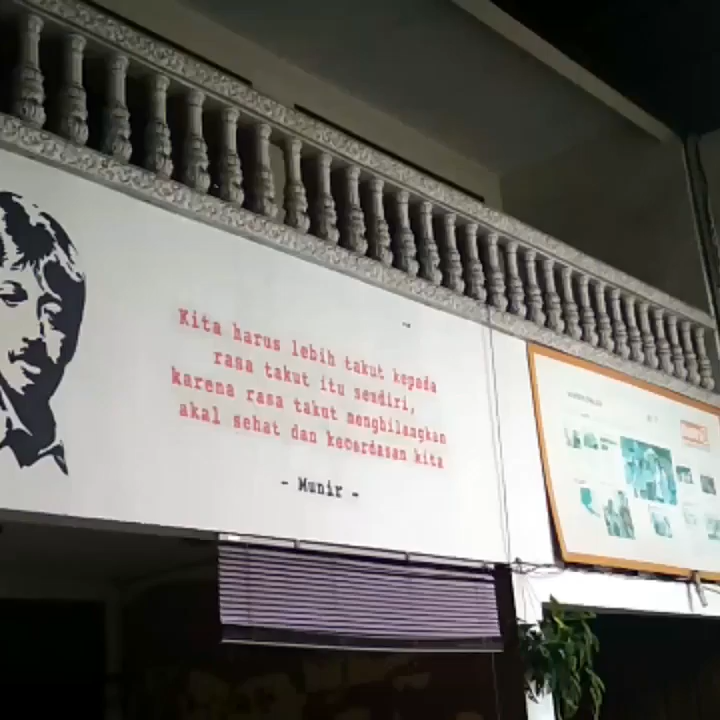 Kita harus lebih takut kepada
rasa takut itu sendiri,
karena rasa takut menghilangkan
akal sehat dan kecerdasan kita
- Munir -